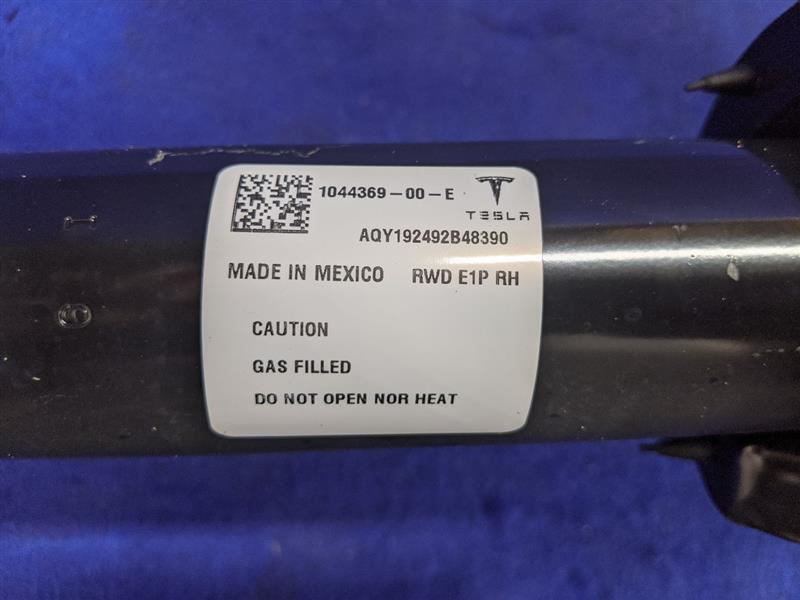 1044369-00-E
TESLA
AQY192492B48390
MADE IN MEXICO RWD E1P RH
CAUTION
GAS FILLED
DO NOT OPEN NOR HEAT